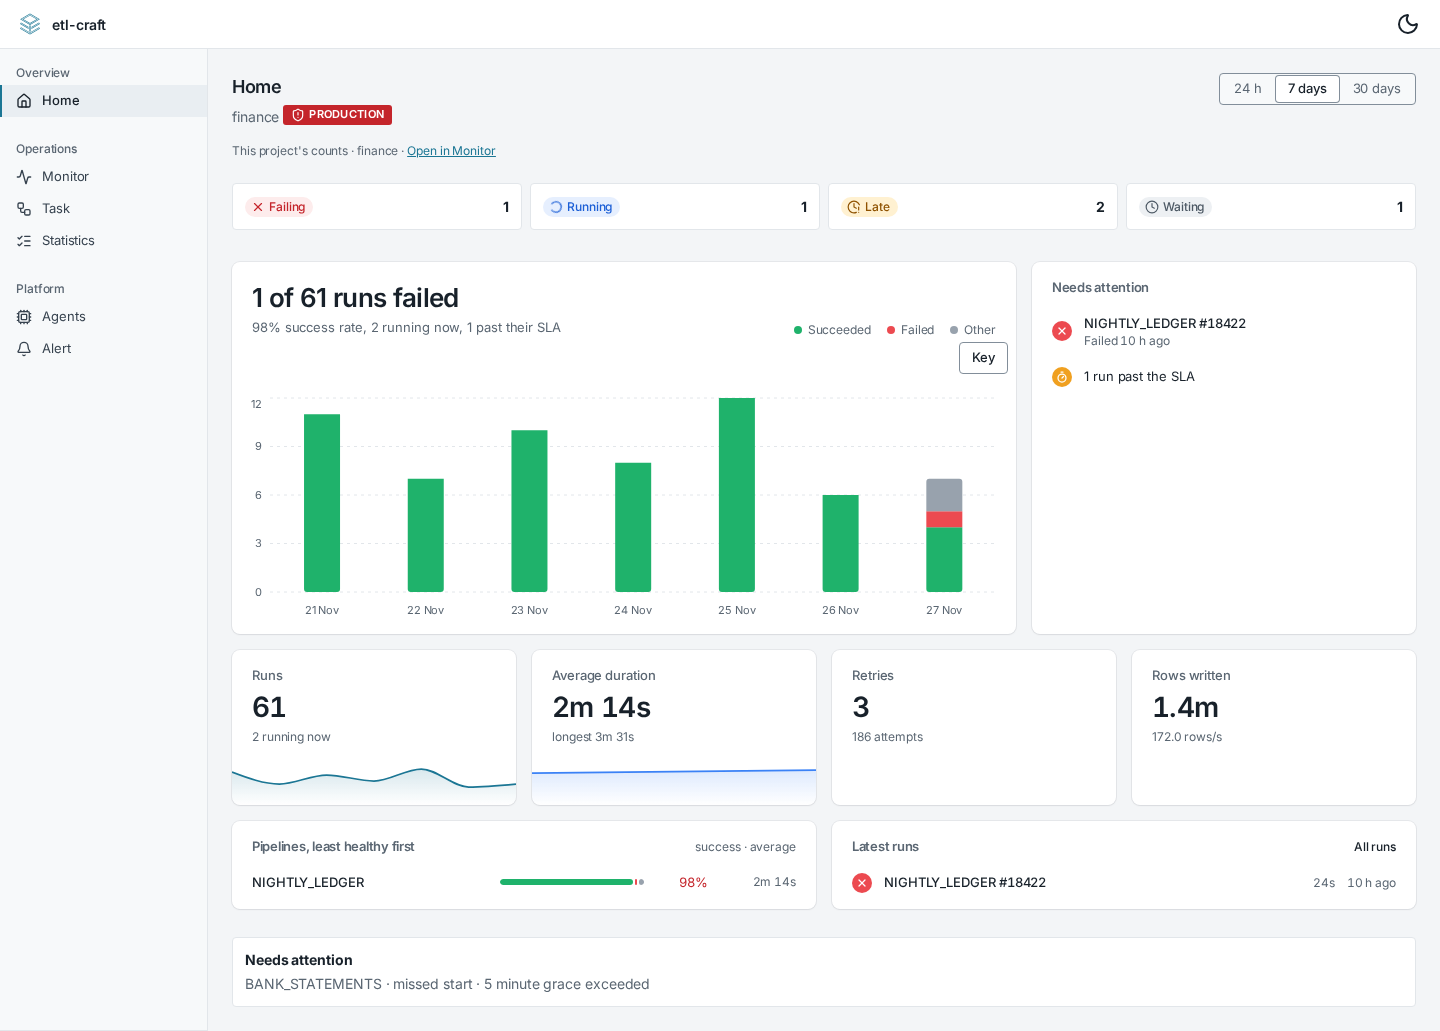 etl-craft
Overview
Home
Operations
Monitor
Task
Statistics
Platform
Agents
Alert
Home
finance PRODUCTION
This project's counts · finance · Open in Monitor
24 h 7 days 30 days
Failing 1
Running 1
Late 2
Waiting 1
1 of 61 runs failed
98% success rate, 2 running now, 1 past their SLA
Succeeded Failed Other
Key
12
9
6
3
0
21 Nov 22 Nov 23 Nov 24 Nov 25 Nov 26 Nov 27 Nov
Needs attention
NIGHTLY_LEDGER #18422
Failed 10 h ago
1 run past the SLA
Runs
61
2 running now
Average duration
2m 14s
longest 3m 31s
Retries
3
186 attempts
Rows written
1.4m
172.0 rows/s
Pipelines, least healthy first success · average
NIGHTLY_LEDGER 98% 2m 14s
Latest runs All runs
NIGHTLY_LEDGER #18422 24s 10 h ago
Needs attention
BANK_STATEMENTS · missed start · 5 minute grace exceeded